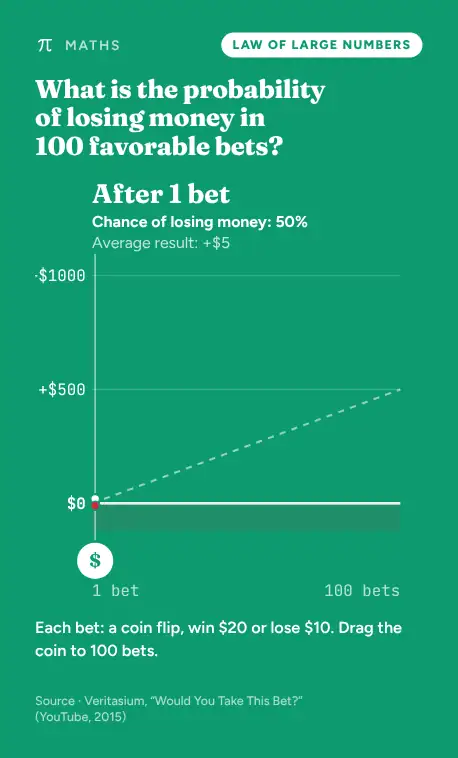 π MATHS
LAW OF LARGE NUMBERS
What is the probability
of losing money in
100 favorable bets?
After 1 bet
Chance of losing money: 50%
Average result: +$5
+$1000
+$500
$0
$
1 bet
100 bets
Each bet: a coin flip, win $20 or lose $10. Drag the
coin to 100 bets.
Source · Veritasium, “Would You Take This Bet?”
(YouTube, 2015)